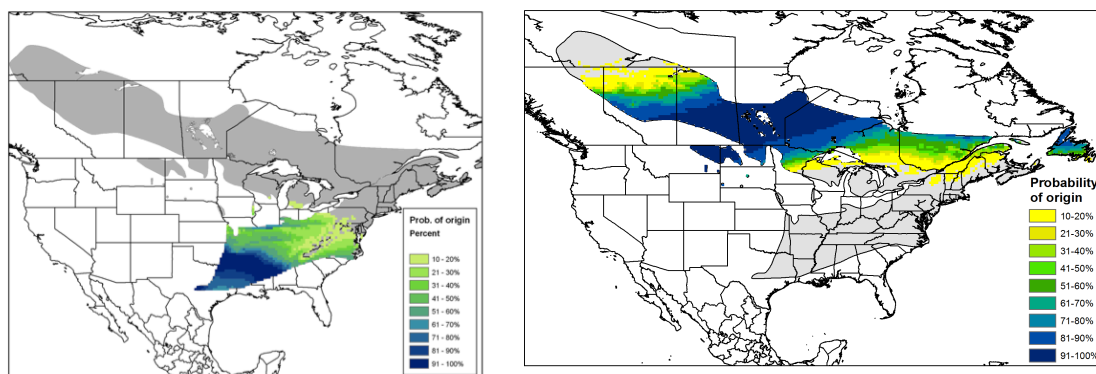 Prob. of origin
Percent
10 - 20%
21 - 30%
31 - 40%
41 - 50%
51 - 60%
61 - 70%
71 - 80%
81 - 90%
91 - 100%
Probability
of origin
10-20%
21-30%
31-40%
41-50%
51-60%
61-70%
71-80%
81-90%
91-100%